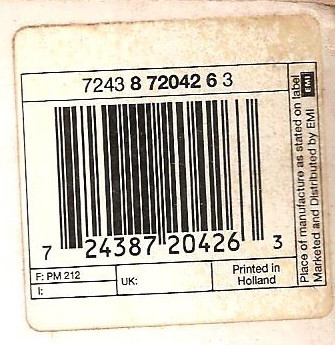 7243 8 72042 6 3
7 24387 20426 3
F: PM 212
I:
UK:
Printed in
Holland
Place of manufacture as stated on label
Marketed and Distributed by EMI
EMI